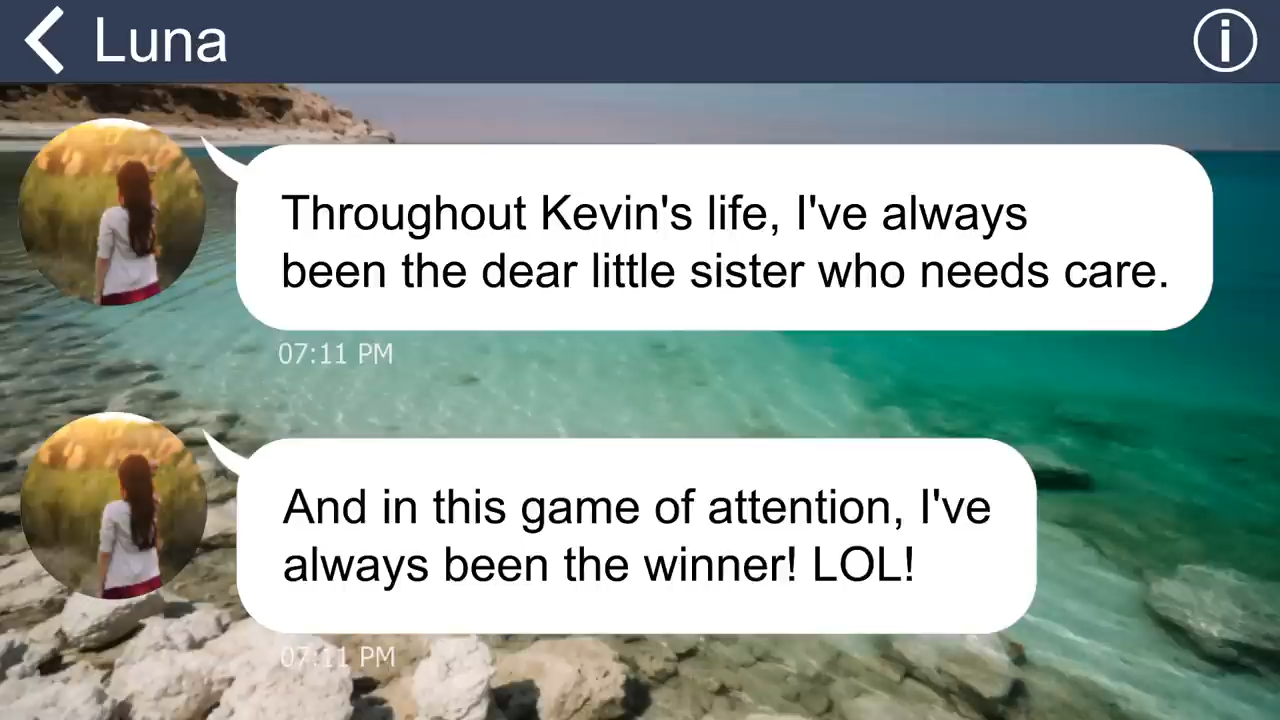 Luna
Throughout Kevin's life, I've always
been the dear little sister who needs care.
07:11 PM
And in this game of attention, I've
always been the winner! LOL!
07:11 PM